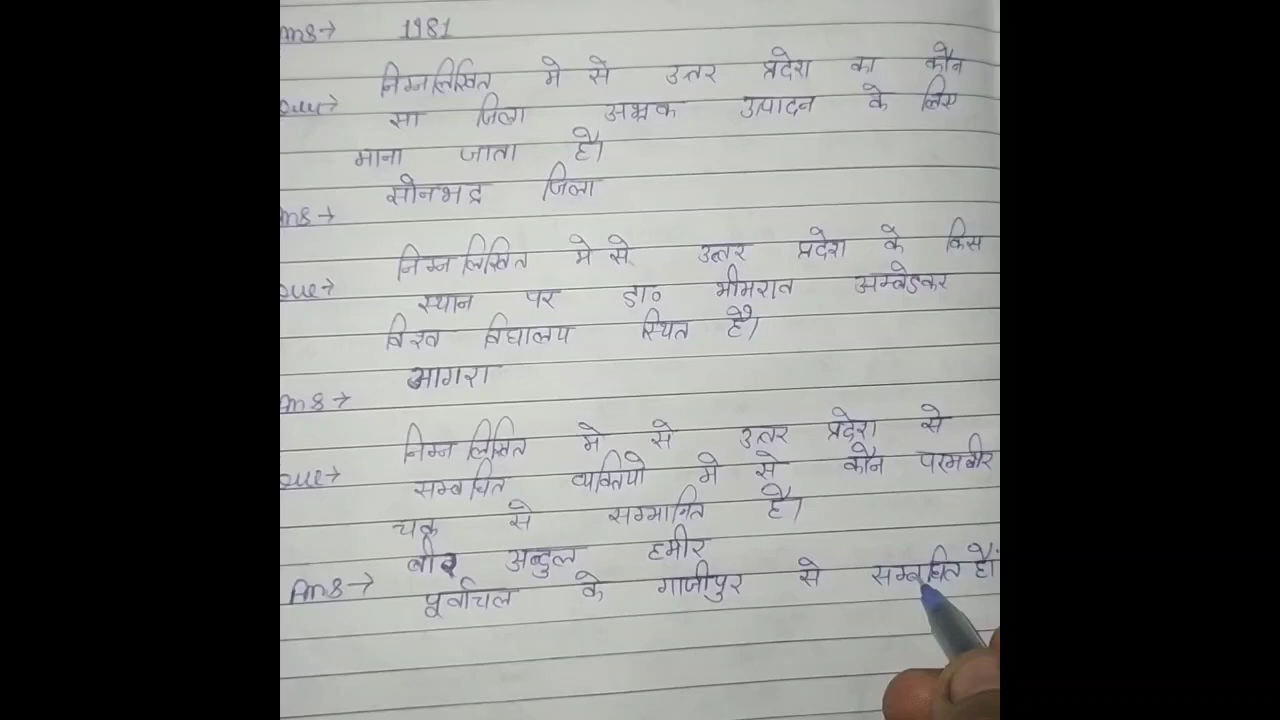 Ans→ 1981
Que→ निम्नलिखित मे से उत्तर प्रदेश का कौन
सा जिला अभ्रक उत्पादन के लिए
माना जाता है।
Ans→ सोनभद्र जिला
Que→ निम्नलिखित मे से उत्तर प्रदेश के किस
स्थान पर डा० भीमराव अम्बेडकर
विश्व विघालय स्थित है।
Ans→ आगरा
Que→ निम्नलिखित मे से उत्तर प्रदेश से
सम्बधित व्यक्तियो मे से कौन परमवीर
चक्र से सम्मानित है।
Ans→ वीर अब्दुल हमीर
पूर्वाचल के गाजीपुर से सम्बधित है।